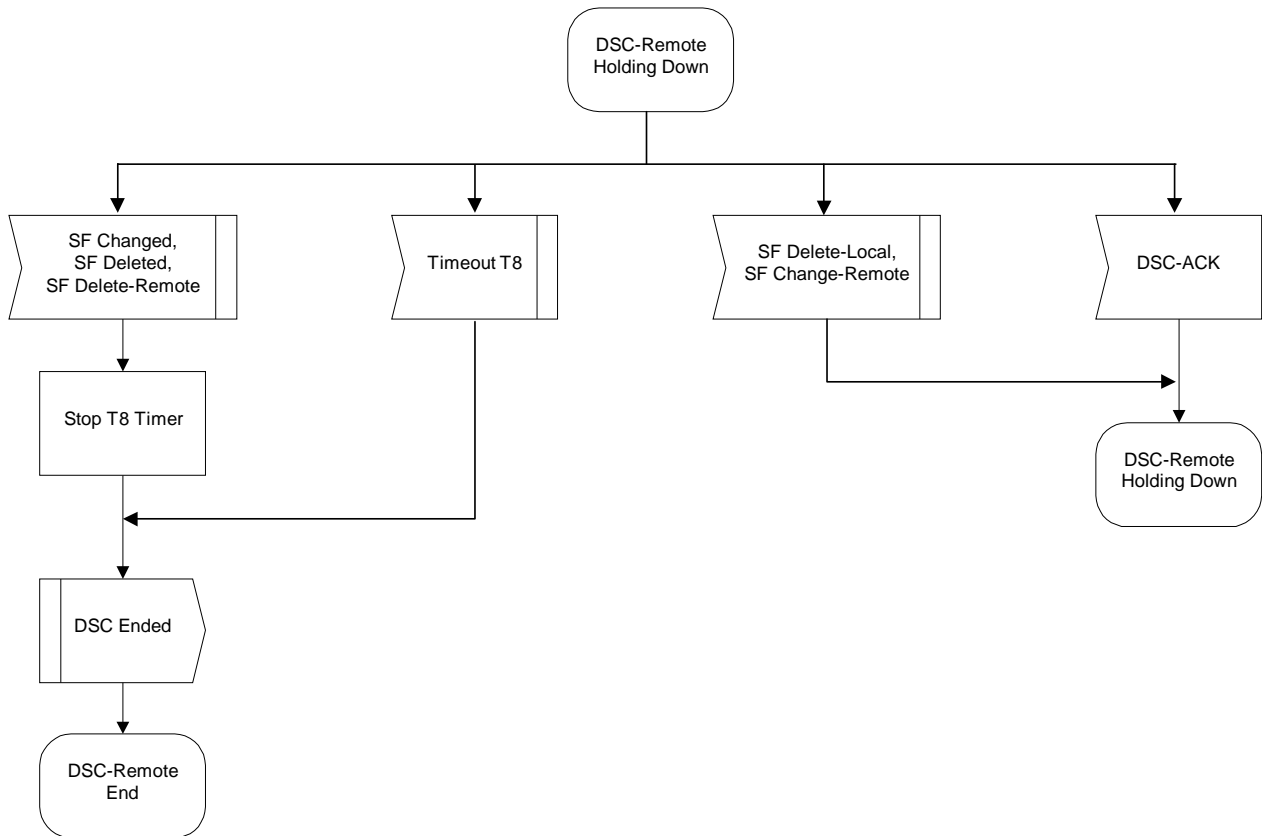 DSC-Remote
Holding Down
SF Changed,
SF Deleted,
SF Delete-Remote
Timeout T8
SF Delete-Local,
SF Change-Remote
DSC-ACK
Stop T8 Timer
DSC-Remote
Holding Down
DSC Ended
DSC-Remote
End